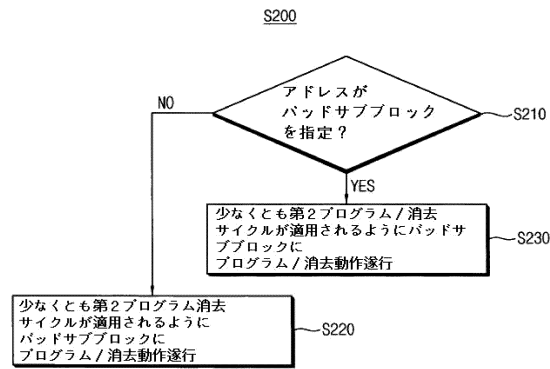 S200
アドレスが
バッドサブブロック
を指定？
S210
NO
YES
少なくとも第２プログラム/消去
サイクルが適用されるようにバッドサ
ブブロックに
プログラム/消去動作遂行
S230
少なくとも第２プログラム消去
サイクルが適用されるように
バッドサブブロックに
プログラム/消去動作遂行
S220